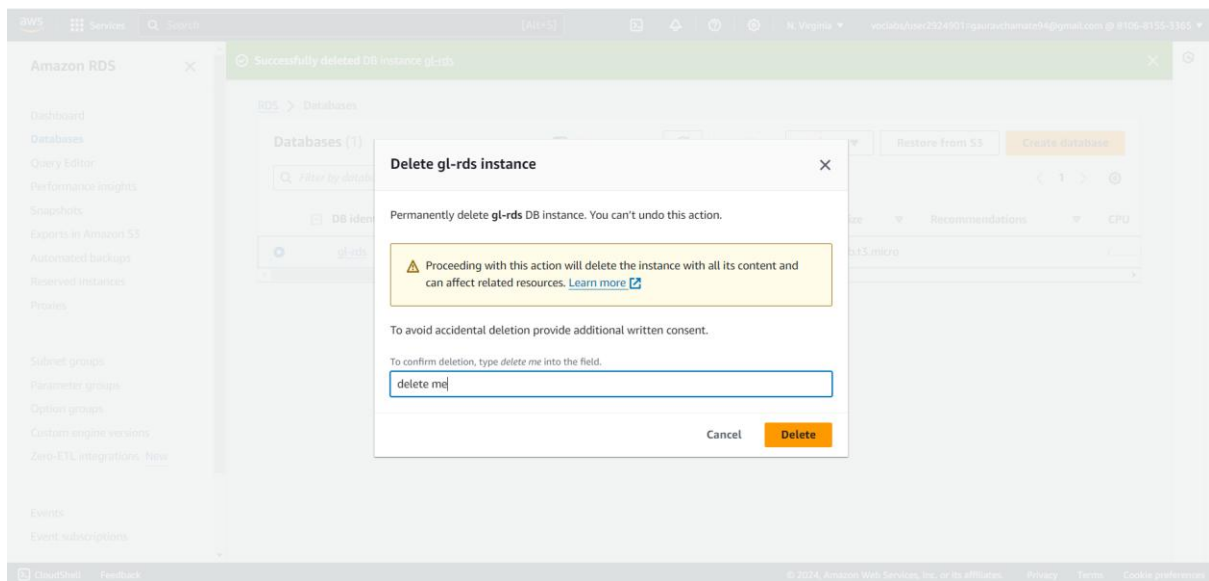 aws Services Search [Alt+S] N. Virginia
Amazon RDS
Successfully deleted DB instance gl-rds
Dashboard
Databases
Query Editor
Performance insights
Snapshots
Exports in Amazon S3
Automated backups
Reserved instances
Proxies
Subnet groups
Parameter groups
Option groups
Custom engine versions
Zero-ETL integrations New
Events
Event subscriptions
RDS > Databases
Databases (1) Restore from S3 Create database
Filter by 1
DB gl-rds Recommendations CPU
Delete gl-rds instance
Permanently delete gl-rds DB instance. You can't undo this action.
Proceeding with this action will delete the instance with all its content and
can affect related resources. Learn more
To avoid accidental deletion provide additional written consent.
To confirm deletion, type delete me into the field.
delete me
Cancel Delete
CloudShell Feedback © 2024, Amazon Web Services, Inc. or its affiliates. Privacy Terms Cookie preferences